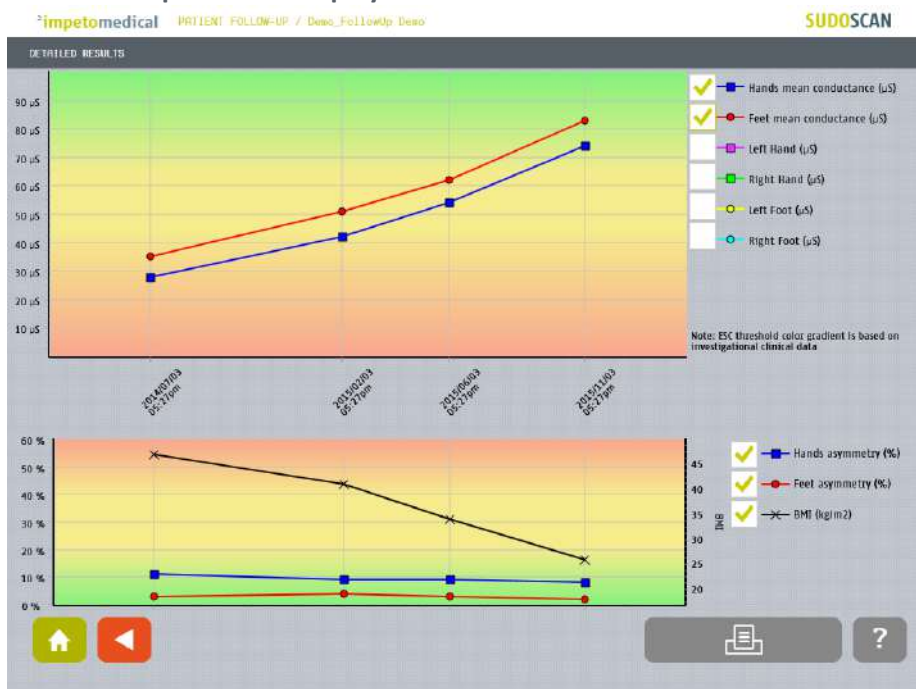 impetomedical PATIENT FOLLOW-UP / Demo_FollowUp Demo SUDOSCAN
DETAILED RESULTS
90 µS
80 µS
70 µS
60 µS
50 µS
40 µS
30 µS
20 µS
10 µS
Hands mean conductance (µS)
Feet mean conductance (µS)
Left Hand (µS)
Right Hand (µS)
Left Foot (µS)
Right Foot (µS)
Note: ESC threshold color gradient is based on
investigational clinical data
2014/07/03
05:27pm
2015/02/03
05:27pm
2015/06/03
05:27pm
2015/11/03
05:27pm
60 %
50 %
40 %
30 %
20 %
10 %
0 %
45
40
35
30
25
20
BMI
Hands asymmetry (%)
Feet asymmetry (%)
BMI (kg/m2)
?